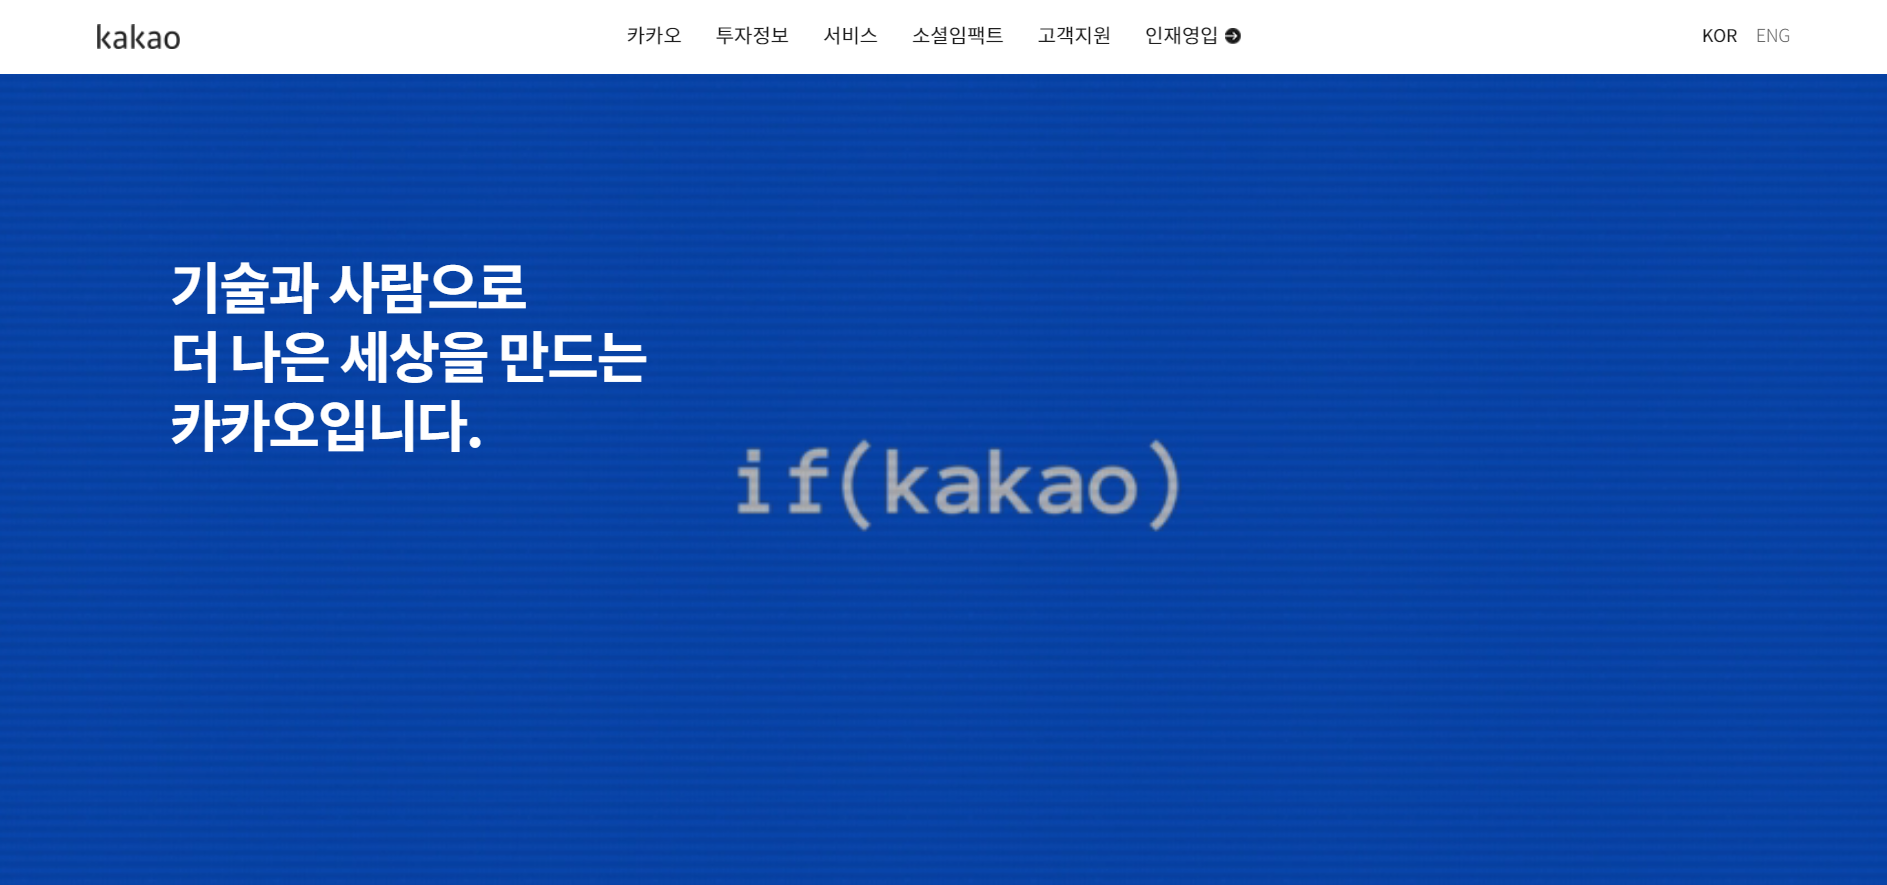 kakao
카카오 투자정보 서비스 소셜임팩트 고객지원 인재영입
KOR ENG
기술과 사람으로
더 나은 세상을 만드는
카카오입니다.
if(kakao)